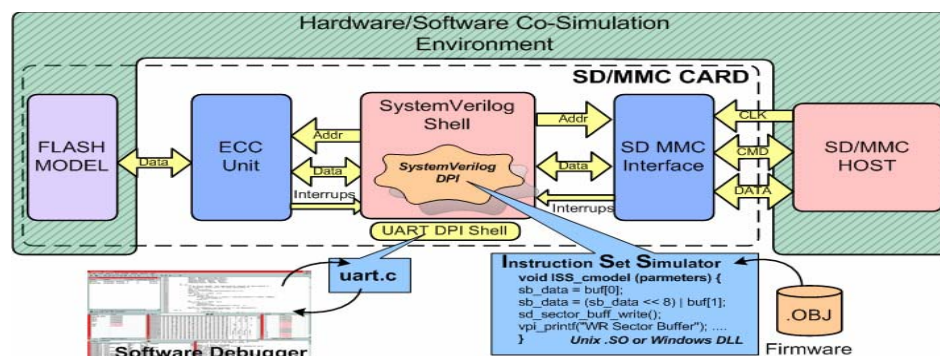 Hardware/Software Co-Simulation
Environment
SD/MMC CARD
FLASH
MODEL
Data
ECC
Unit
Addr
Data
Interrupts
SystemVerilog
Shell
SystemVerilog
DPI
UART DPI Shell
Addr
Data
Interrupts
SD MMC
Interface
CLK
CMD
DATA
SD/MMC
HOST
uart.c
Software Debugger
Instruction Set Simulator
void ISS_cmodel (parmeters) {
sb_data = buf[0];
sb_data = (sb_data << 8) | buf[1];
sd_sector_buff_write();
vpi_printf("WR Sector Buffer"); ....
} Unix .SO or Windows DLL
.OBJ
Firmware